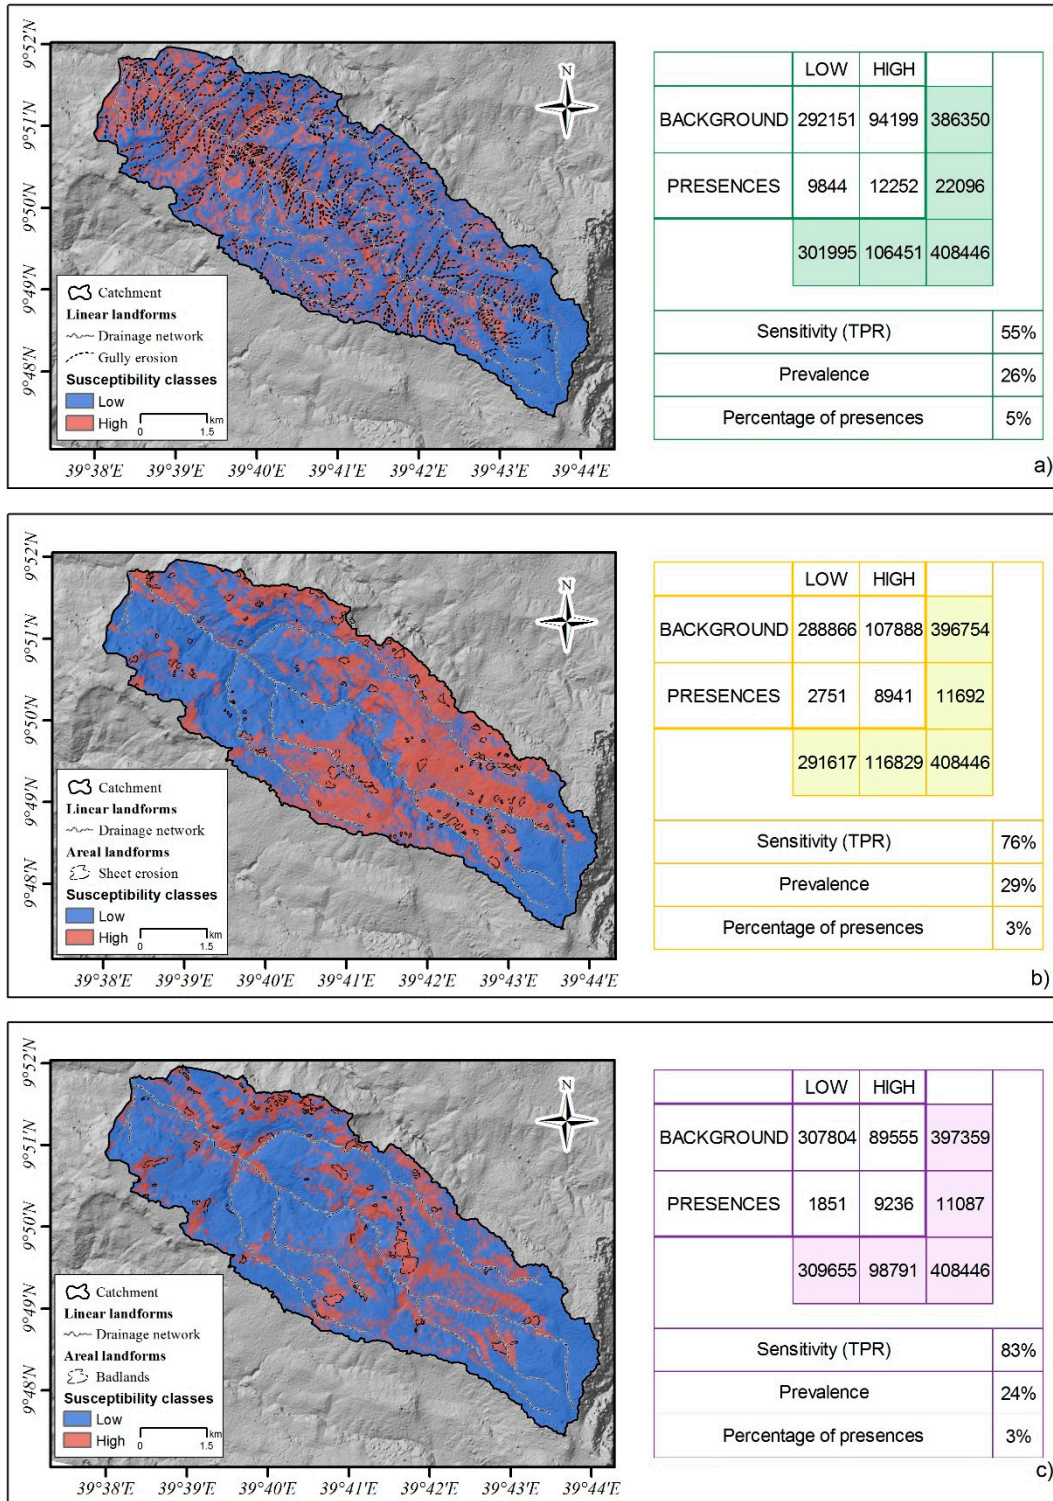 9°52'N
9°51'N
9°50'N
9°49'N
9°48'N
N
Catchment
Linear landforms
Drainage network
Gully erosion
Susceptibility classes
Low
High
km
0 1.5
39°38'E 39°39'E 39°40'E 39°41'E 39°42'E 39°43'E 39°44'E
LOW HIGH
BACKGROUND 292151 94199 386350
PRESENCES 9844 12252 22096
301995 106451 408446
Sensitivity (TPR) 55%
Prevalence 26%
Percentage of presences 5%
a)
9°52'N
9°51'N
9°50'N
9°49'N
9°48'N
N
Catchment
Linear landforms
Drainage network
Areal landforms
Sheet erosion
Susceptibility classes
Low
High
km
0 1.5
39°38'E 39°39'E 39°40'E 39°41'E 39°42'E 39°43'E 39°44'E
LOW HIGH
BACKGROUND 288866 107888 396754
PRESENCES 2751 8941 11692
291617 116829 408446
Sensitivity (TPR) 76%
Prevalence 29%
Percentage of presences 3%
b)
9°52'N
9°51'N
9°50'N
9°49'N
9°48'N
N
Catchment
Linear landforms
Drainage network
Areal landforms
Badlands
Susceptibility classes
Low
High
km
0 1.5
39°38'E 39°39'E 39°40'E 39°41'E 39°42'E 39°43'E 39°44'E
LOW HIGH
BACKGROUND 307804 89555 397359
PRESENCES 1851 9236 11087
309655 98791 408446
Sensitivity (TPR) 83%
Prevalence 24%
Percentage of presences 3%
c)